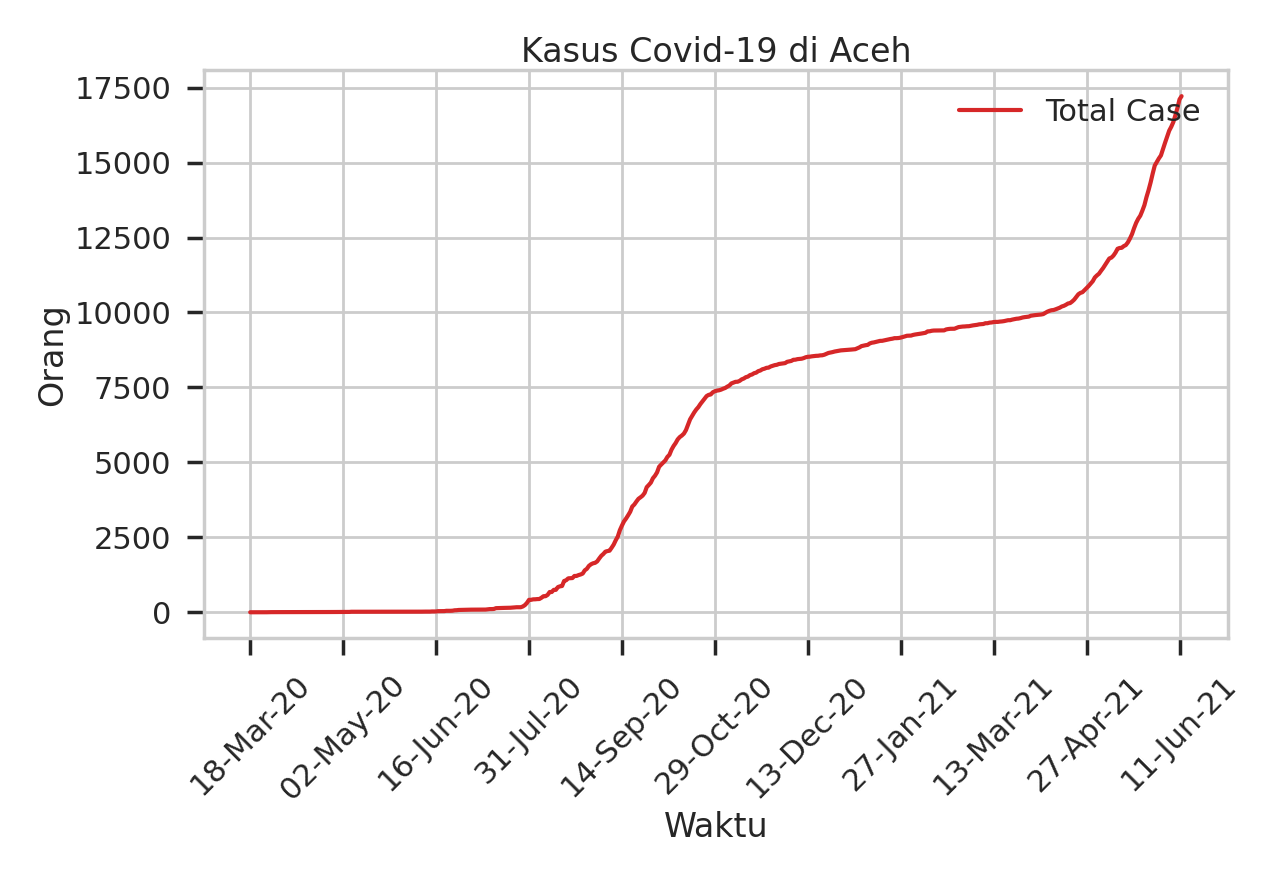 Kasus Covid-19 di Aceh
Total Case
17500
15000
12500
10000
7500
5000
2500
0
Orang
18-Mar-20
02-May-20
16-Jun-20
31-Jul-20
14-Sep-20
29-Oct-20
13-Dec-20
27-Jan-21
13-Mar-21
27-Apr-21
11-Jun-21
Waktu